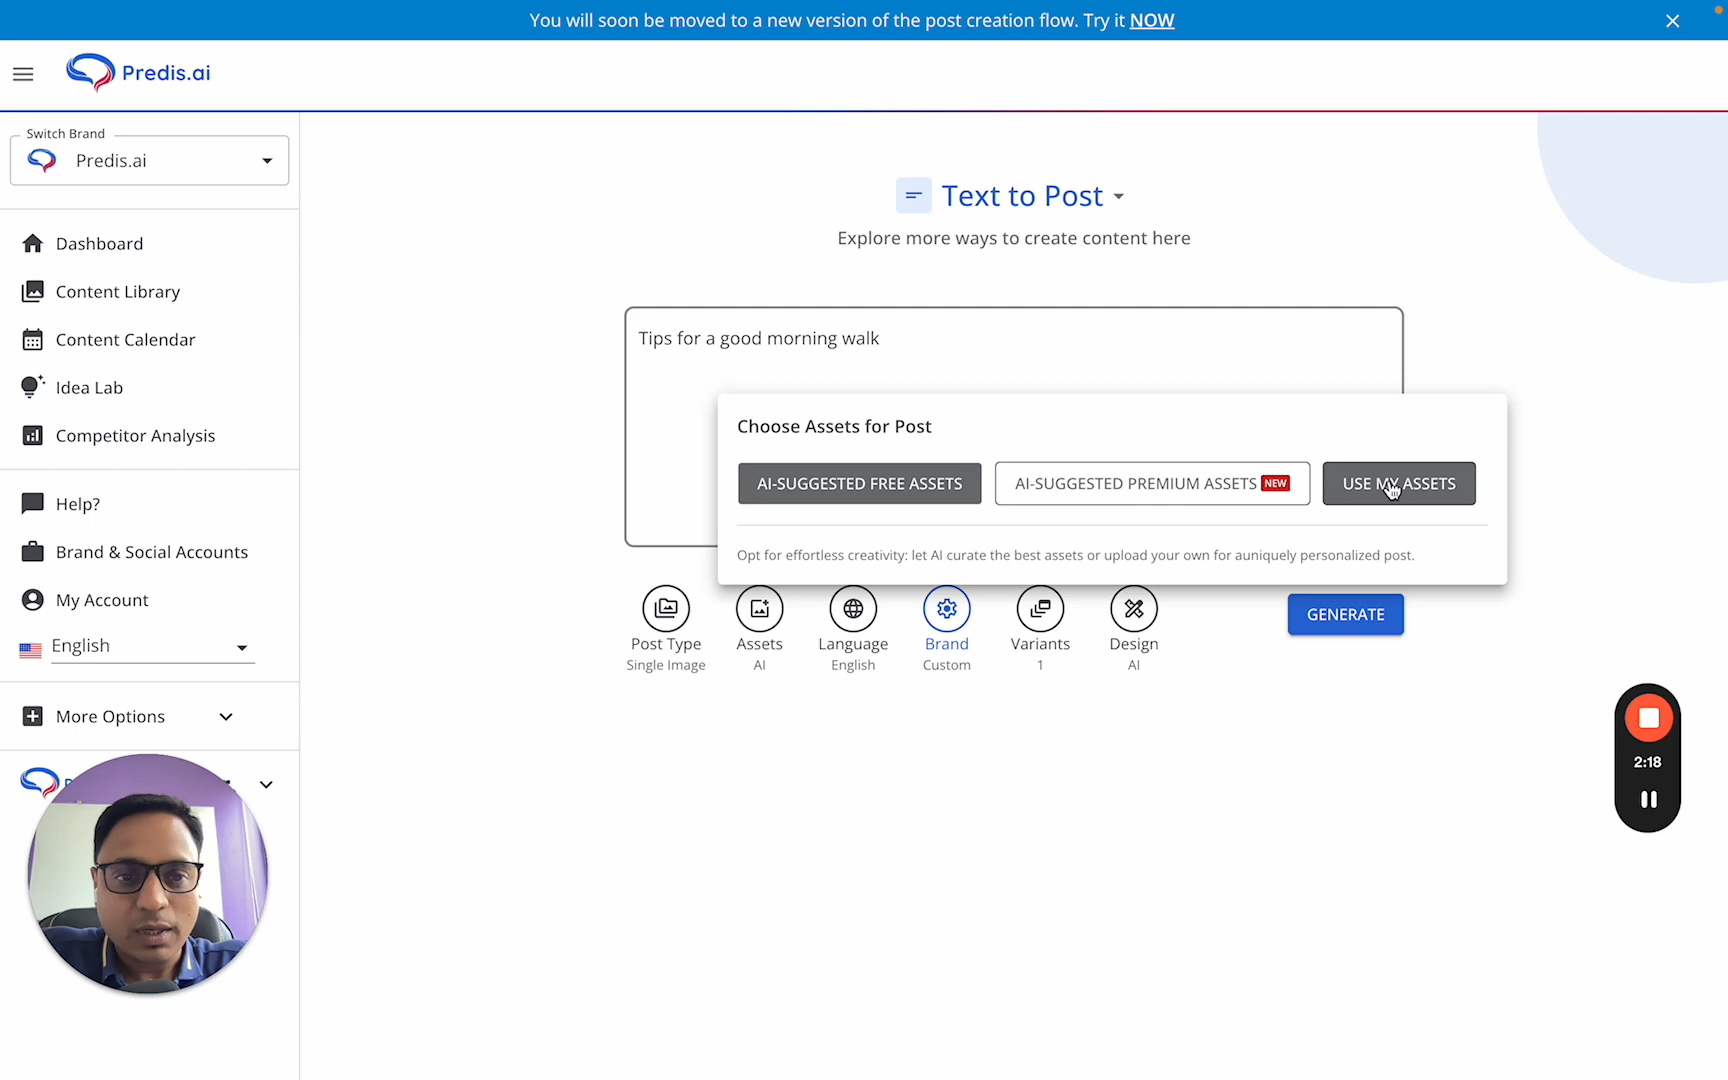 You will soon be moved to a new version of the post creation flow. Try it NOW
Predis.ai
Switch Brand
Predis.ai
Dashboard
Content Library
Content Calendar
Idea Lab
Competitor Analysis
Help?
Brand & Social Accounts
My Account
English
More Options
Text to Post
Explore more ways to create content here
Tips for a good morning walk
Choose Assets for Post
AI-SUGGESTED FREE ASSETS
AI-SUGGESTED PREMIUM ASSETS NEW
USE MY ASSETS
Opt for effortless creativity: let AI curate the best assets or upload your own for auniquely personalized post.
Post Type
Single Image
Assets
AI
Language
English
Brand
Custom
Variants
1
Design
AI
GENERATE
2:18